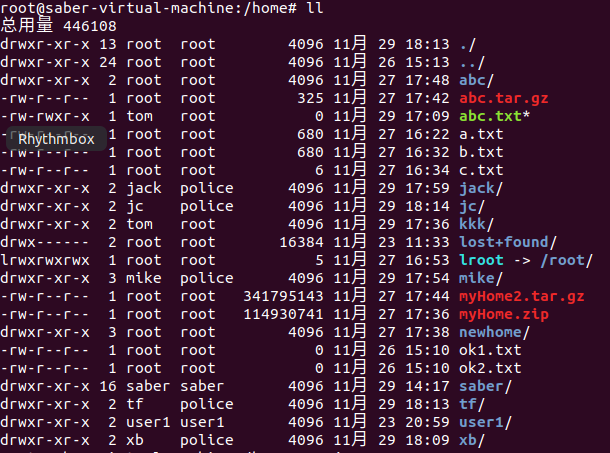 root@saber-virtual-machine:/home# ll
总用量 446108
drwxr-xr-x 13 root root 4096 11月 29 18:13 ./
drwxr-xr-x 24 root root 4096 11月 26 15:13 ../
drwxr-xr-x 2 root root 4096 11月 27 17:48 abc/
-rw-r--r-- 1 root root 325 11月 27 17:42 abc.tar.gz
-rw-rwxr-x 1 tom root 0 11月 29 17:09 abc.txt*
-rw-r--r-- 1 root root 680 11月 27 16:22 a.txt
Rhythmbox
-rw-r--r-- 1 root root 680 11月 27 16:32 b.txt
-rw-r--r-- 1 root root 6 11月 27 16:34 c.txt
drwxr-xr-x 2 jack police 4096 11月 29 17:59 jack/
drwxr-xr-x 2 jc police 4096 11月 29 18:14 jc/
drwxr-xr-x 2 tom root 4096 11月 27 17:36 kkk/
drwx------ 2 root root 16384 11月 23 11:33 lost+found/
lrwxrwxrwx 1 root root 5 11月 27 16:53 lroot -> /root/
drwxr-xr-x 3 mike police 4096 11月 29 17:54 mike/
-rw-r--r-- 1 root root 341795143 11月 27 17:44 myHome2.tar.gz
-rw-r--r-- 1 root root 114930741 11月 27 17:36 myHome.zip
drwxr-xr-x 3 root root 4096 11月 27 17:38 newhome/
-rw-r--r-- 1 root root 0 11月 26 15:10 ok1.txt
-rw-r--r-- 1 root root 0 11月 26 15:10 ok2.txt
drwxr-xr-x 16 saber saber 4096 11月 29 14:17 saber/
drwxr-xr-x 2 tf police 4096 11月 29 18:13 tf/
drwxr-xr-x 2 user1 user1 4096 11月 23 20:59 user1/
drwxr-xr-x 2 xb police 4096 11月 29 18:09 xb/